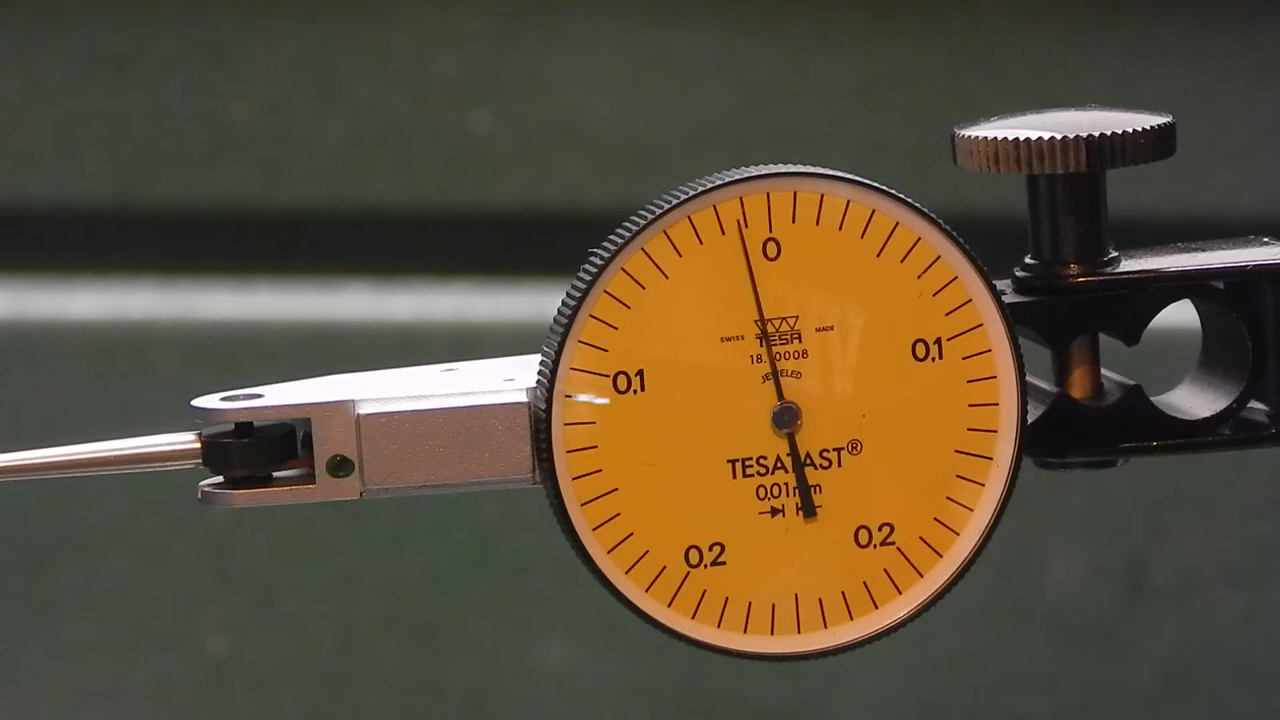 0
SWISS TESA MADE
JEWELED
0,1 0,1
TESATAST®
0,01mm
0,2 0,2